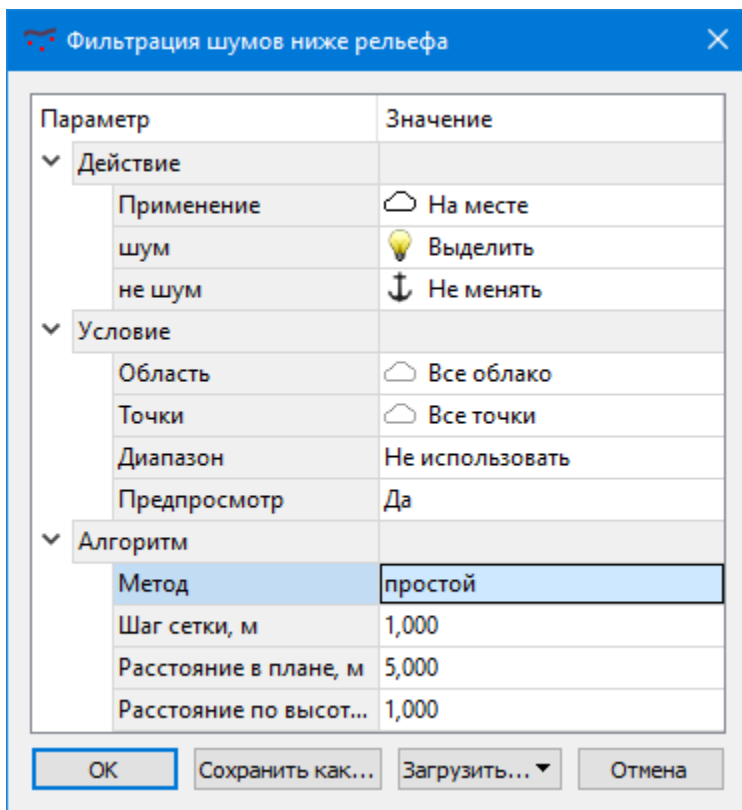 Фильтрация шумов ниже рельефа
Параметр Значение
Действие
Применение На месте
шум Выделить
не шум Не менять
Условие
Область Все облако
Точки Все точки
Диапазон Не использовать
Предпросмотр Да
Алгоритм
Метод простой
Шаг сетки, м 1,000
Расстояние в плане, м 5,000
Расстояние по высот... 1,000
ОК Сохранить как... Загрузить... Отмена